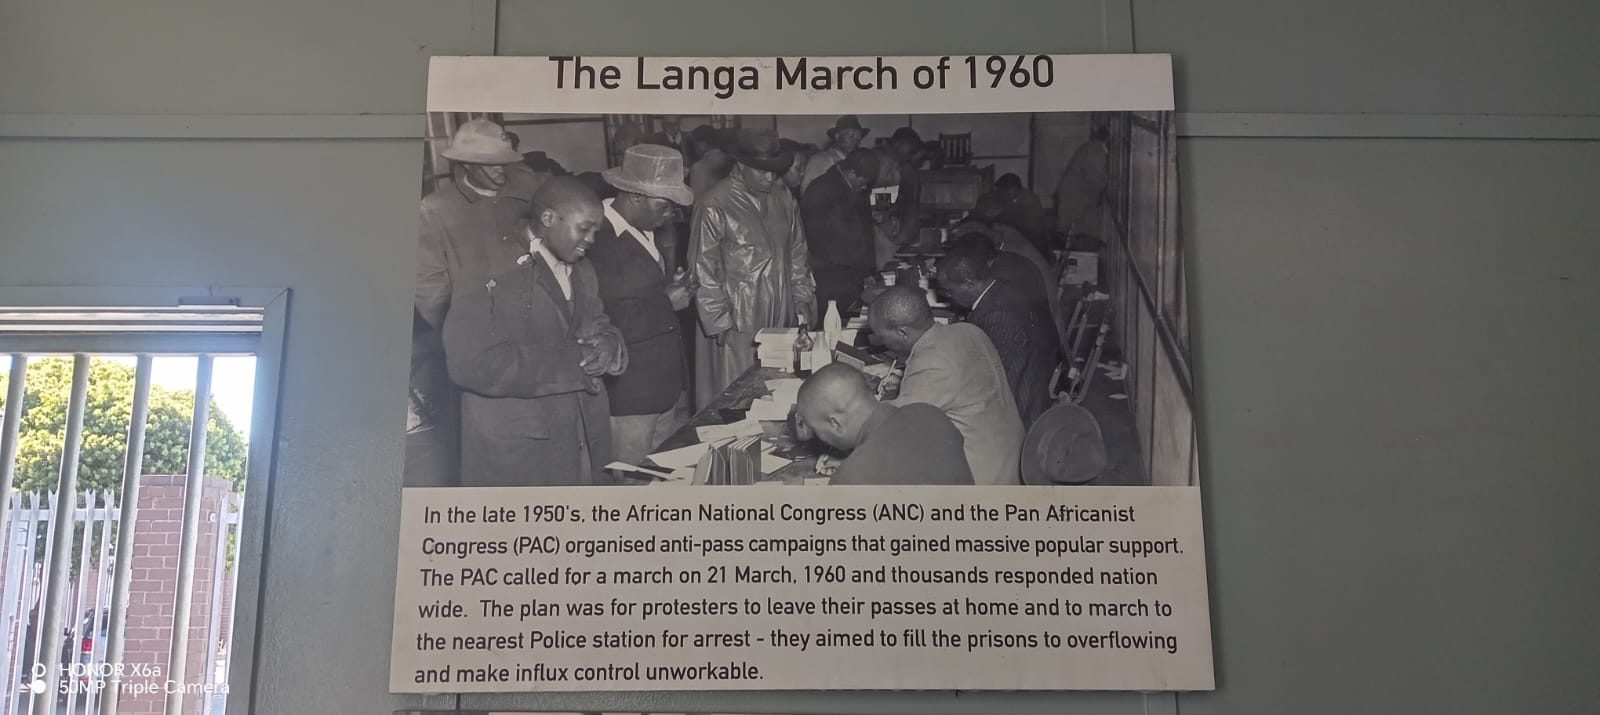 The Langa March of 1960
In the late 1950's, the African National Congress (ANC) and the Pan Africanist
Congress (PAC) organised anti-pass campaigns that gained massive popular support.
The PAC called for a march on 21 March, 1960 and thousands responded nation
wide. The plan was for protesters to leave their passes at home and to march to
the nearest Police station for arrest - they aimed to fill the prisons to overflowing
and make influx control unworkable.
HONOR X6a
50MP Triple Camera